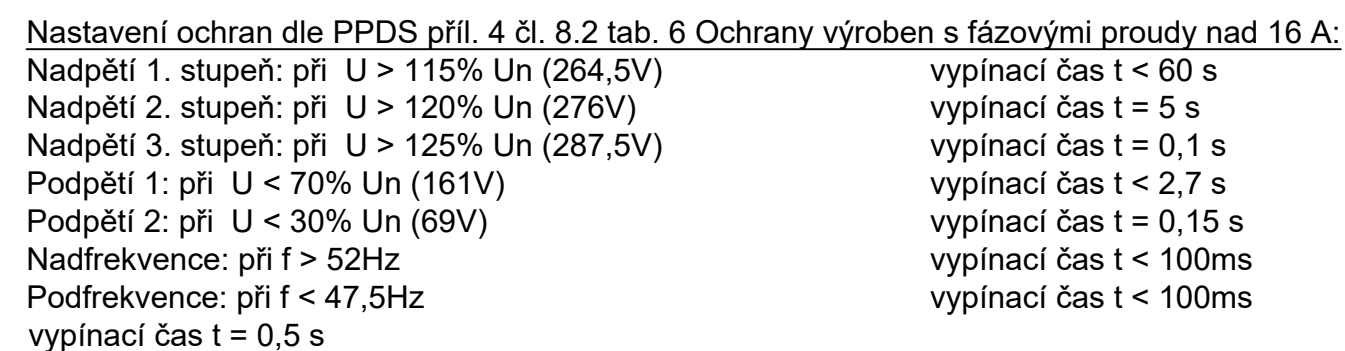 Nastavení ochran dle PPDS příl. 4 čl. 8.2 tab. 6 Ochrany výroben s fázovými proudy nad 16 A:
Nadpětí 1. stupeň: při U > 115% Un (264,5V) vypínací čas t < 60 s
Nadpětí 2. stupeň: při U > 120% Un (276V) vypínací čas t = 5 s
Nadpětí 3. stupeň: při U > 125% Un (287,5V) vypínací čas t = 0,1 s
Podpětí 1: při U < 70% Un (161V) vypínací čas t < 2,7 s
Podpětí 2: při U < 30% Un (69V) vypínací čas t = 0,15 s
Nadfrekvence: při f > 52Hz vypínací čas t < 100ms
Podfrekvence: při f < 47,5Hz vypínací čas t < 100ms
vypínací čas t = 0,5 s